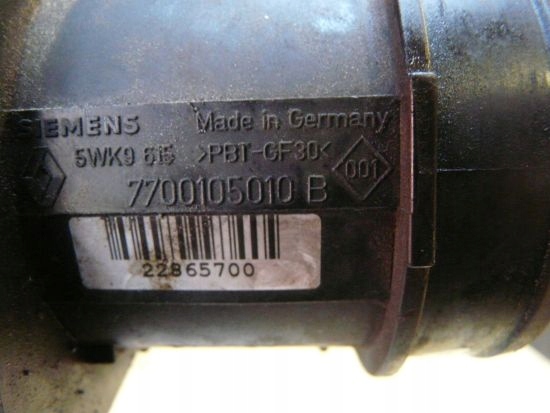 SIEMENS Made in Germany
5WK9 615 >PBT-GF30< 001
7700105010 B
22865700